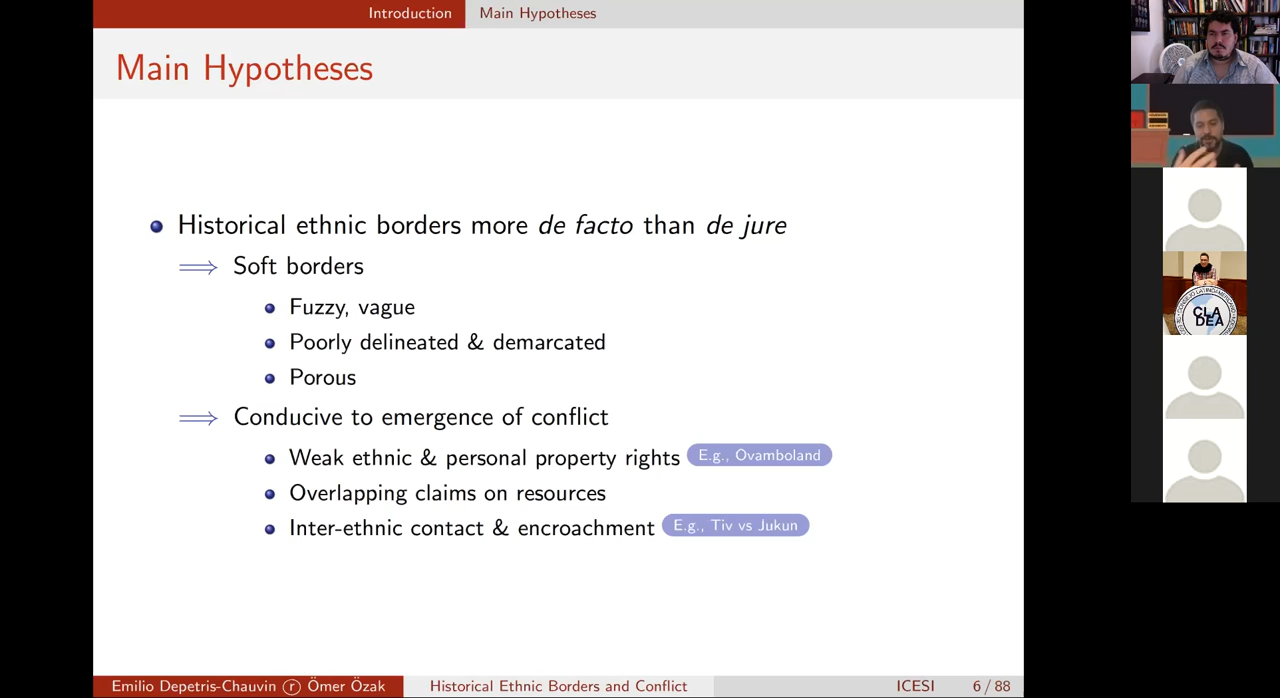 Introduction
Main Hypotheses
Main Hypotheses
Historical ethnic borders more de facto than de jure
⟹ Soft borders
Fuzzy, vague
Poorly delineated & demarcated
Porous
⟹ Conducive to emergence of conflict
Weak ethnic & personal property rights E.g., Ovamboland
Overlapping claims on resources
Inter-ethnic contact & encroachment E.g., Tiv vs Jukun
Emilio Depetris-Chauvin ⓡ Ömer Özak
Historical Ethnic Borders and Conflict
ICESI
6 / 88
CLA
DEA